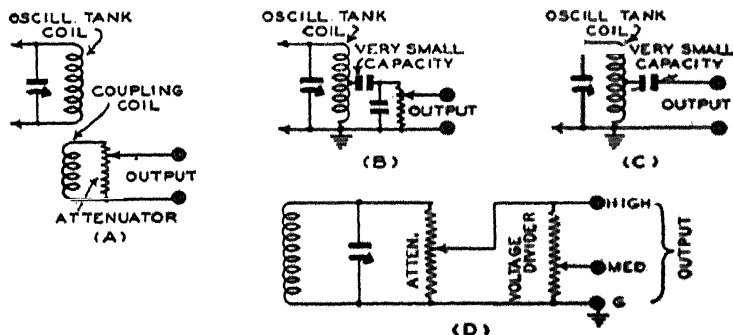 OSCILL. TANK
COIL
COUPLING
COIL
OUTPUT
ATTENUATOR
(A)
OSCILL. TANK
COIL
VERY SMALL
CAPACITY
OUTPUT
(B)
OSCILL. TANK
COIL
VERY SMALL
CAPACITY
OUTPUT
(C)
ATTEN.
VOLTAGE
DIVIDER
HIGH
MED.
G
OUTPUT
(D)